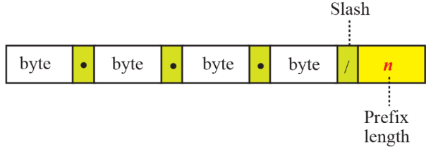 Slash
byte • byte • byte • byte / n
Prefix
length